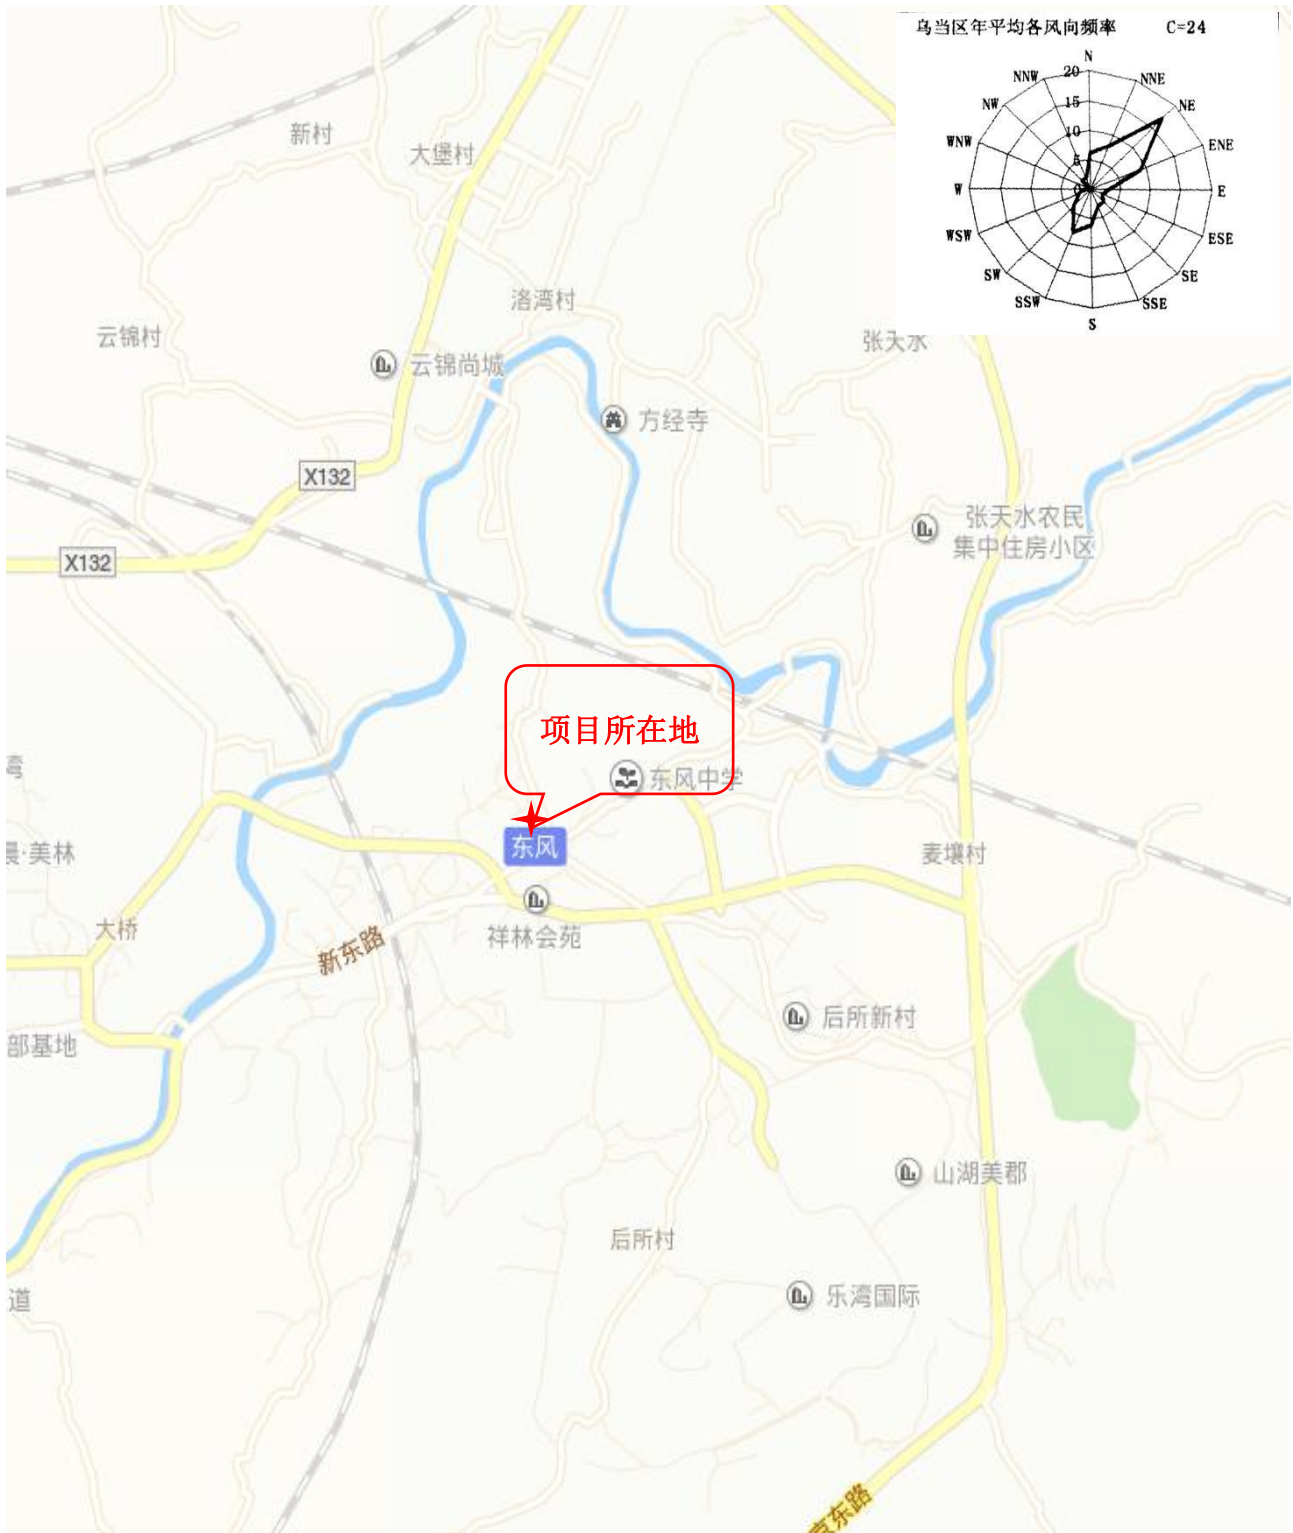 乌当区年平均各风向频率 C=24
N
NNW
20
NNE
NW
15
NE
WNW
10
ENE
5
W
0
E
WSW
ESE
SW
SE
SSW
SSE
S
新村
大堡村
洛湾村
云锦村
张天水
云锦尚城
方经寺
X132
张天水农民
集中住房小区
X132
项目所在地
湾
东风中学
东风
·美林
麦壤村
大桥
新东路
祥林会苑
后所新村
部基地
山湖美郡
后所村
乐湾国际
道
东路